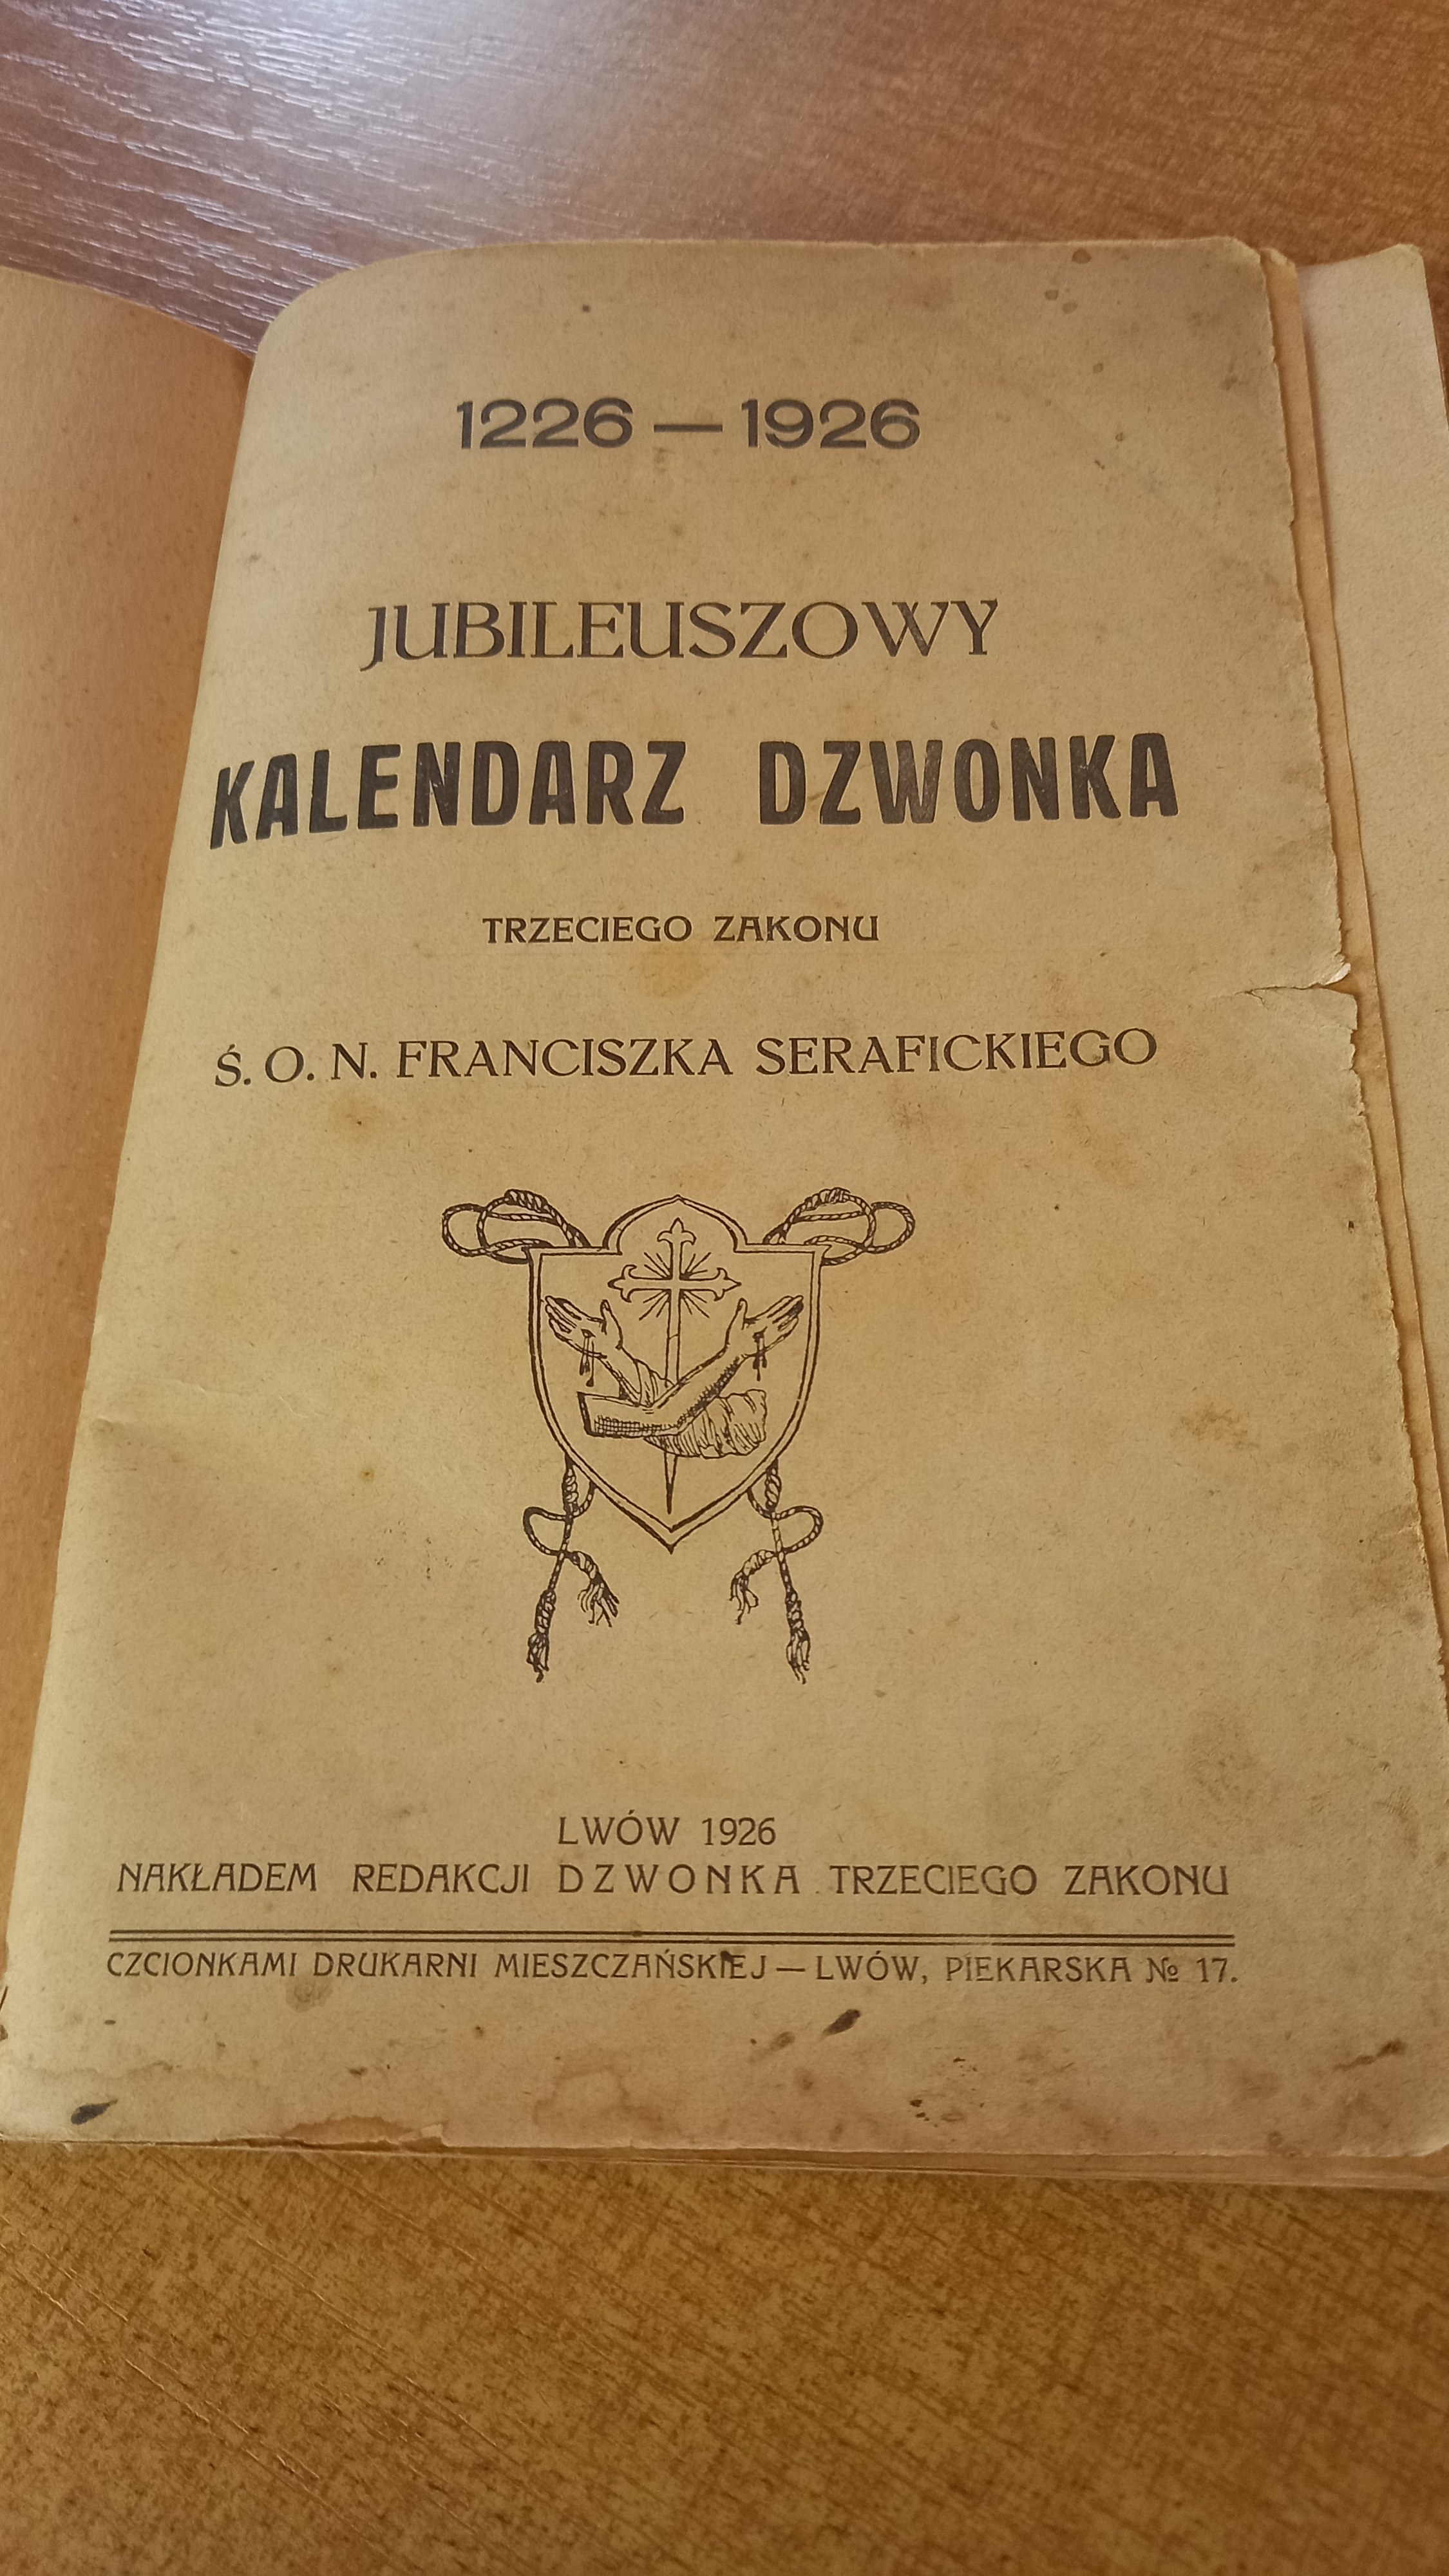 1226 — 1926
JUBILEUSZOWY
KALENDARZ DZWONKA
TRZECIEGO ZAKONU
Ś. O. N. FRANCISZKA SERAFICKIEGO
LWÓW 1926
NAKŁADEM REDAKCJI DZWONKA TRZECIEGO ZAKONU
CZCIONKAMI DRUKARNI MIESZCZAŃSKIEJ — LWÓW, PIEKARSKA № 17.